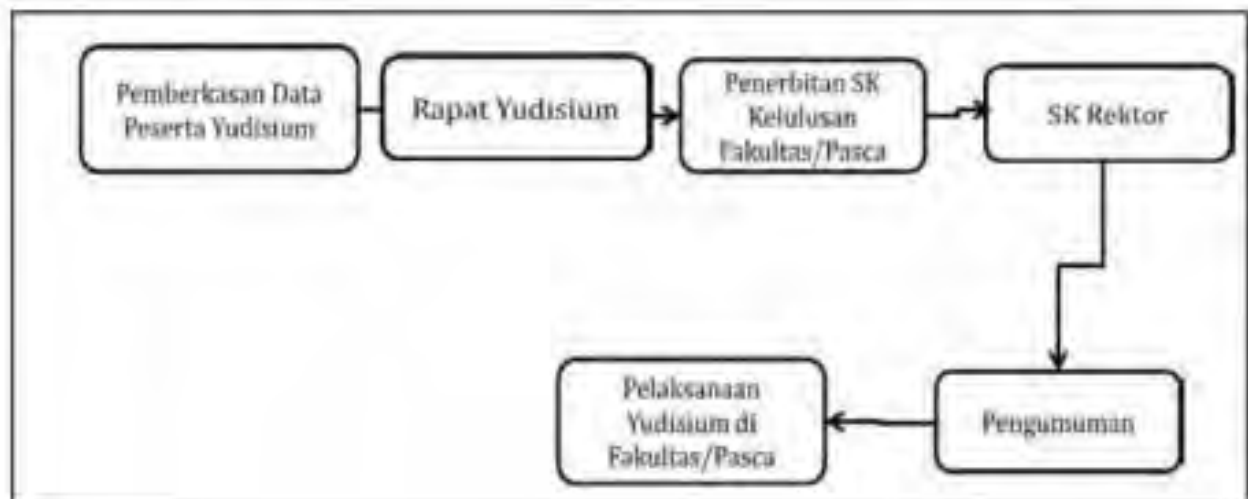 Pemberkasan Data
Peserta Yudisium
Rapat Yudisium
Penerbitan SK
Kelulusan
Fakultas/Pasca
SK Rektor
Pengumuman
Pelaksanaan
Yudisium di
Fakultas/Pasca